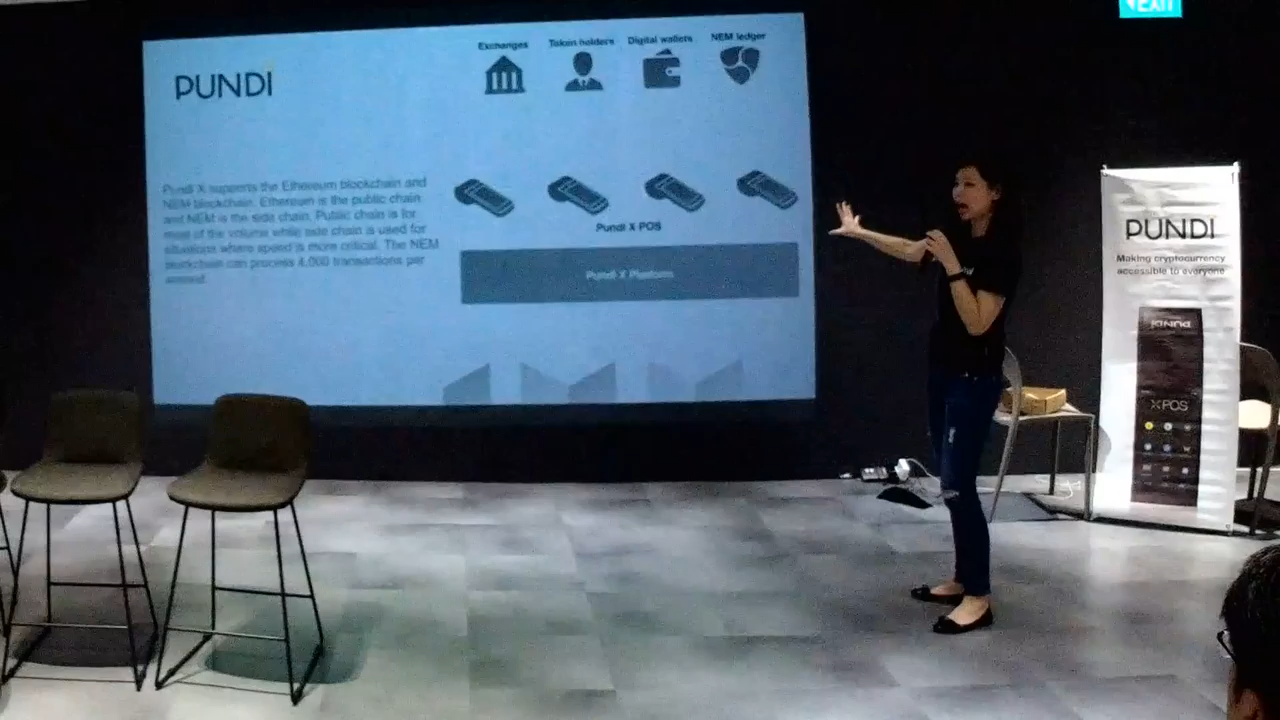 EXIT
PUNDI
Exchanges
Token holders
Digital wallets
NEM ledger
Pundi X supports the Ethereum blockchain and
NEM blockchain. Ethereum is the public chain
and NEM is the side chain. Public chain is for
most of the volume while side chain is used for
situations where speed is more critical. The NEM
blockchain can process 4,000 transactions per
second.
Pundi X POS
Pundi X Platform
PUNDI
Making cryptocurrency
accessible to everyone
PUNDI
XPOS